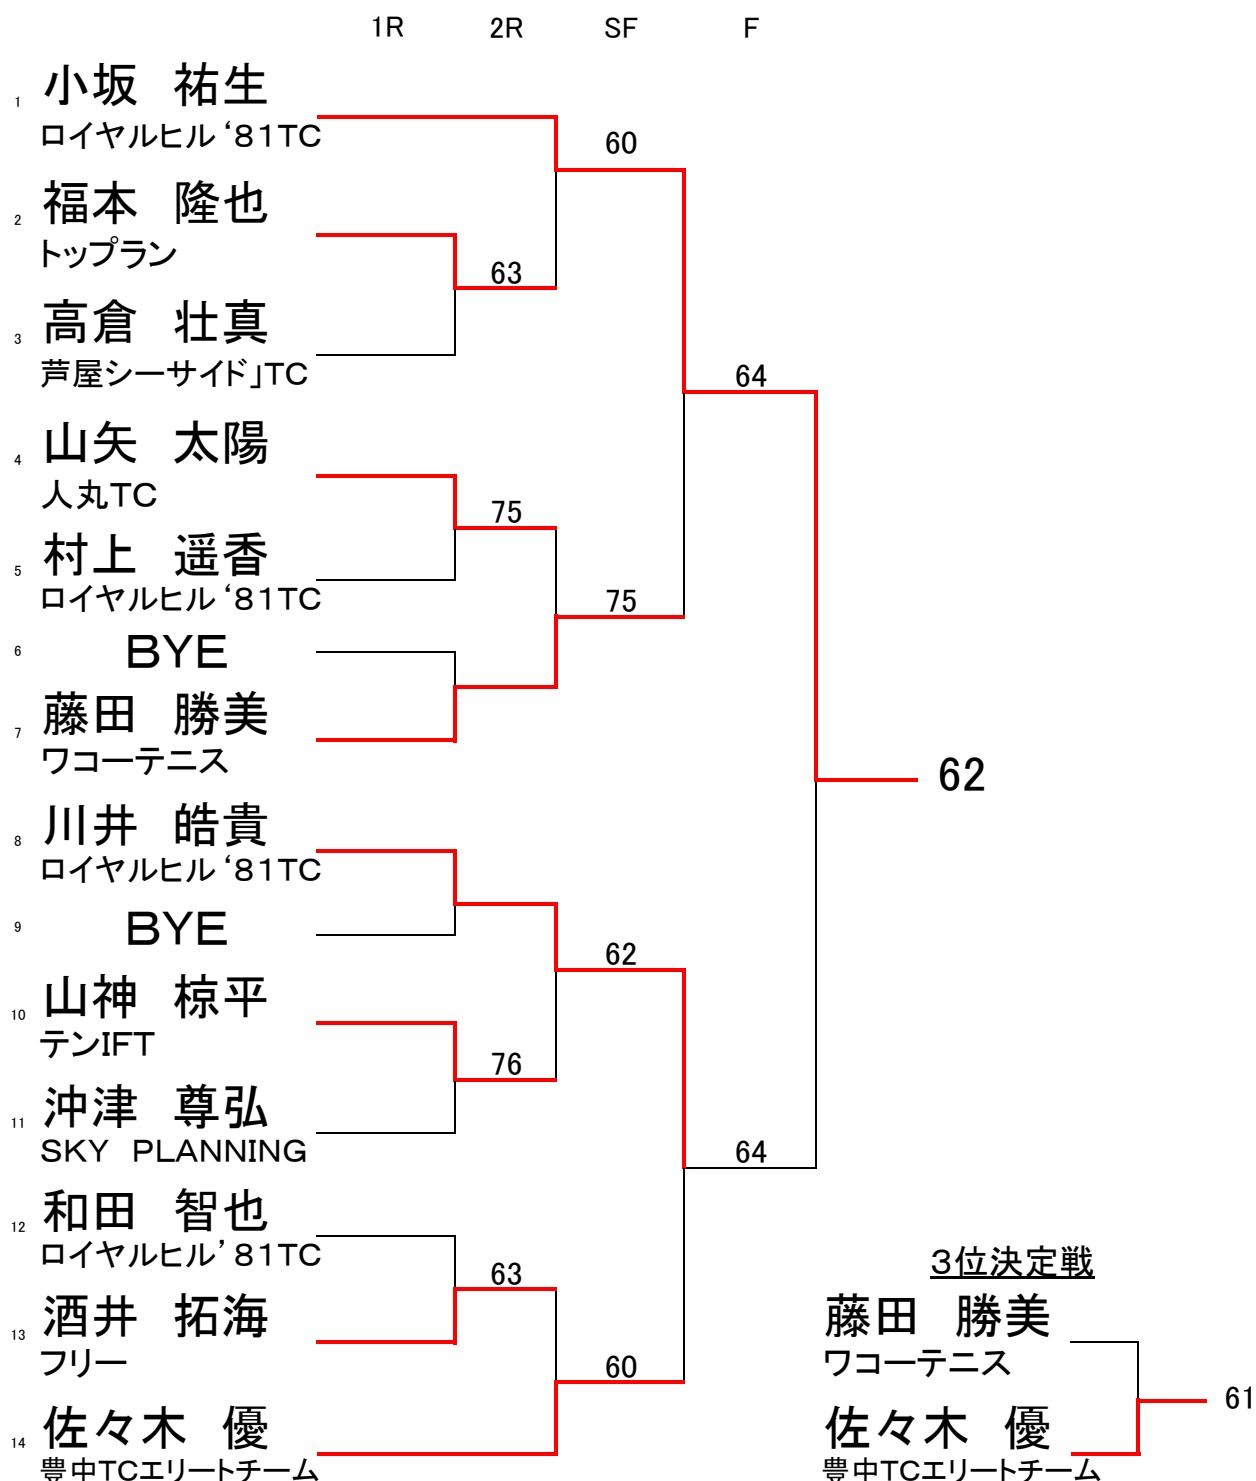 1R 2R SF F
1 小坂 祐生
ロイヤルヒル‘81TC
60
2 福本 隆也
トップラン
63
3 高倉 壮真
芦屋シーサイド」TC
64
4 山矢 太陽
人丸TC
75
5 村上 遥香
ロイヤルヒル‘81TC
75
6 BYE
7 藤田 勝美
ワコーテニス
62
8 川井 皓貴
ロイヤルヒル‘81TC
9 BYE
62
10 山神 椋平
テンIFT
76
11 沖津 尊弘
SKY PLANNING
64
12 和田 智也
ロイヤルヒル’81TC
63
13 酒井 拓海
フリー
60
14 佐々木 優
豊中TCエリートチーム
3位決定戦
藤田 勝美
ワコーテニス
61
佐々木 優
豊中TCエリートチーム